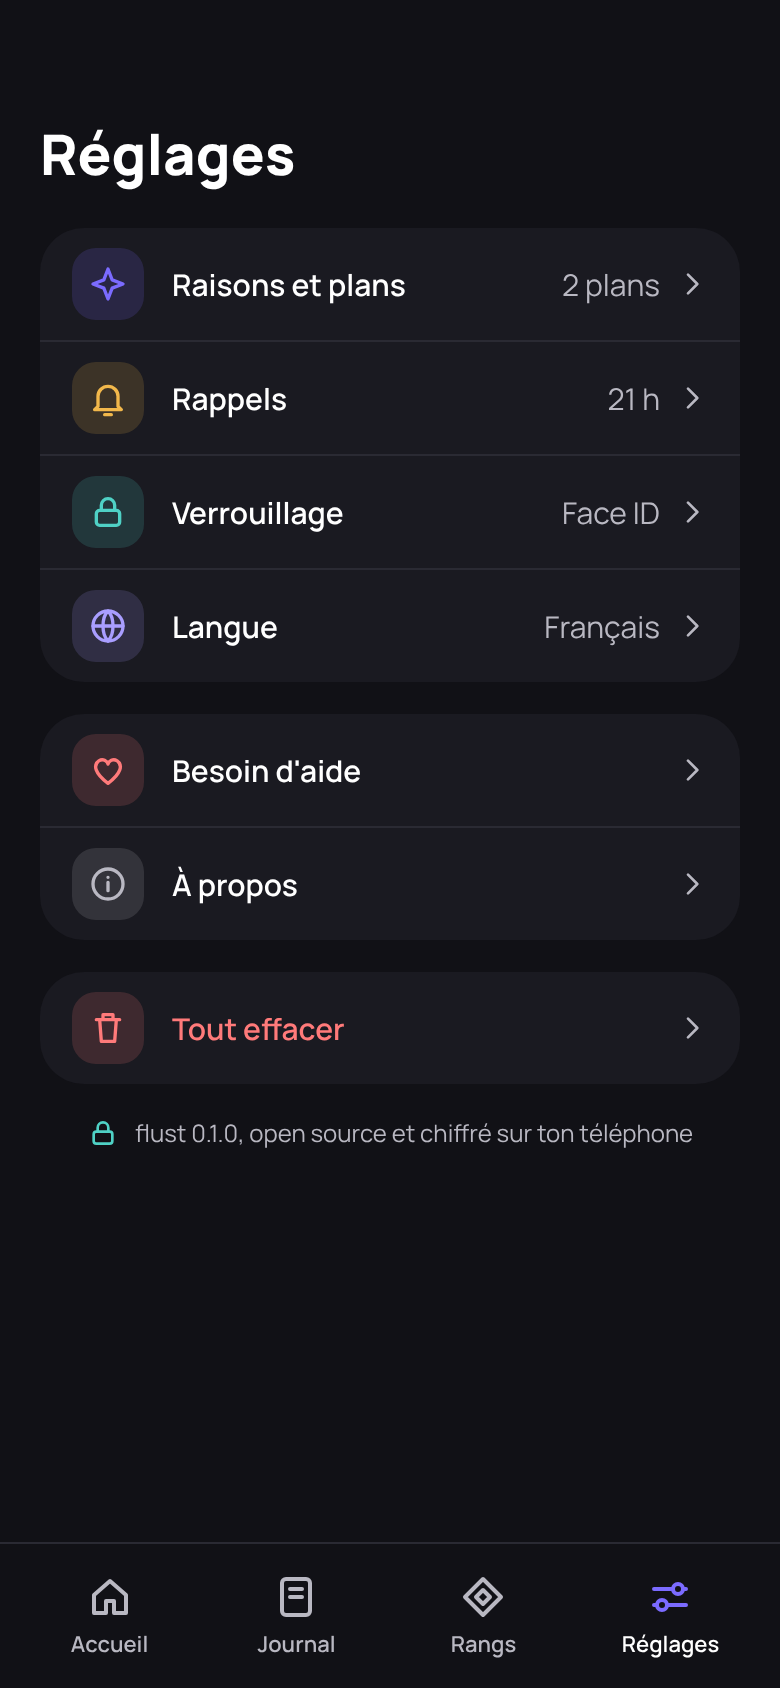 Réglages
Raisons et plans 2 plans
Rappels 21 h
Verrouillage Face ID
Langue Français
Besoin d'aide
À propos
Tout effacer
flust 0.1.0, open source et chiffré sur ton téléphone
Accueil Journal Rangs Réglages